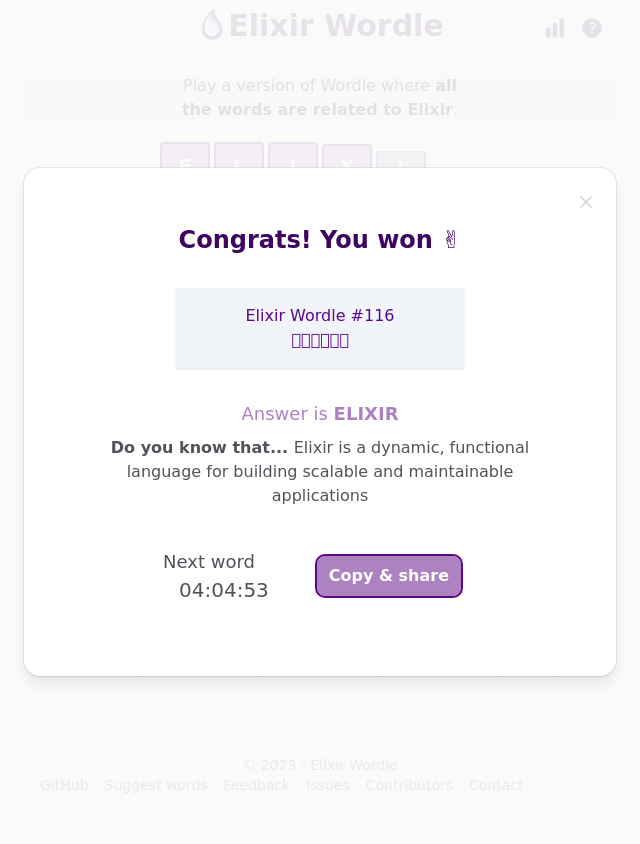 Elixir Wordle
?
Play a version of Wordle where all
the words are related to Elixir.
E L I X I
Congrats! You won ✌
Elixir Wordle #116
Answer is ELIXIR
Do you know that... Elixir is a dynamic, functional
language for building scalable and maintainable
applications
Next word
04:04:53
Copy & share
© 2023 - Elixir Wordle
GitHub Suggest words Feedback Issues Contributors Contact